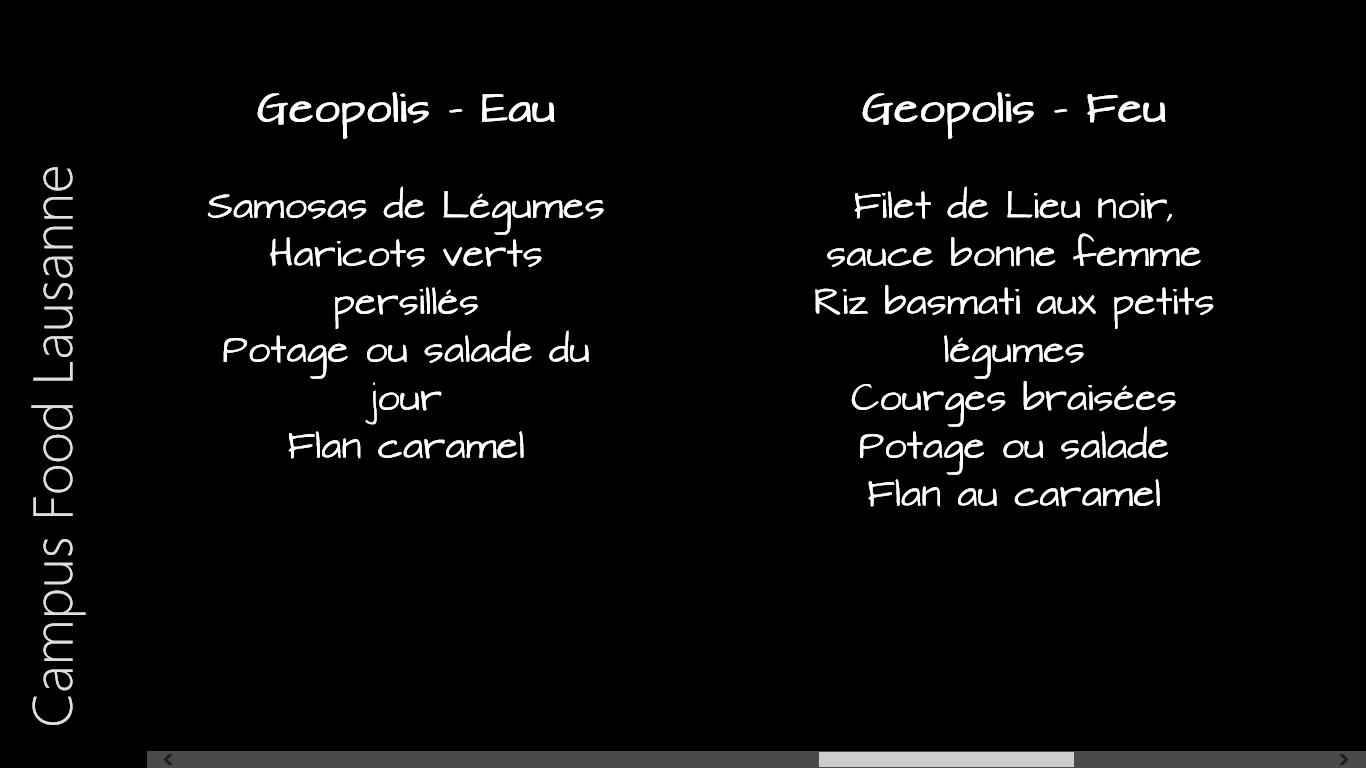 Campus Food Lausanne
Geopolis - Eau
Samosas de Légumes
Haricots verts
persillés
Potage ou salade du
jour
Flan caramel
Geopolis - Feu
Filet de Lieu noir,
sauce bonne femme
Riz basmati aux petits
légumes
Courges braisées
Potage ou salade
Flan au caramel